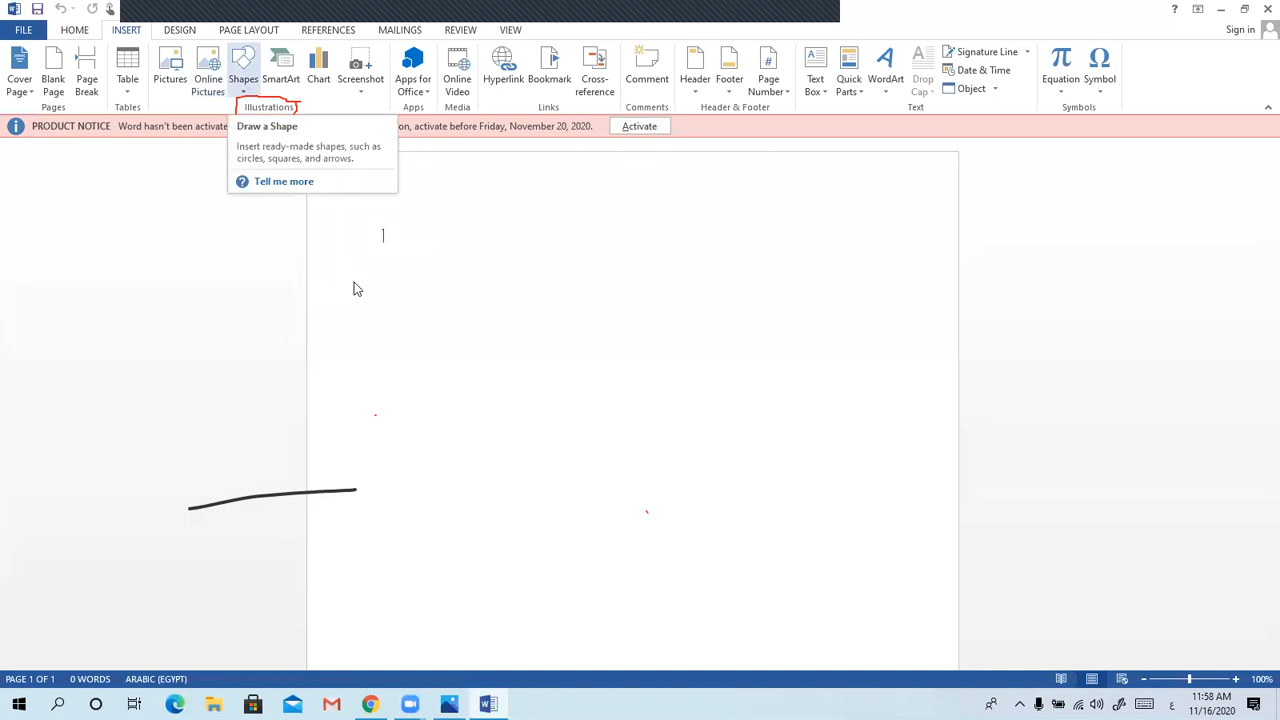 Sign in
FILE HOME INSERT DESIGN PAGE LAYOUT REFERENCES MAILINGS REVIEW VIEW
Cover Page
Blank Page
Page Break
Table
Pictures
Online Pictures
Shapes
SmartArt
Chart
Screenshot
Apps for Office
Online Video
Hyperlink
Bookmark
Cross-reference
Comment
Header
Footer
Page Number
Text Box
Quick Parts
WordArt
Drop Cap
Signature Line
Date & Time
Object
Equation
Symbol
Pages Tables Illustrations Apps Media Links Comments Header & Footer Text Symbols
PRODUCT NOTICE Word hasn't been activate on, activate before Friday, November 20, 2020. Activate
Draw a Shape
Insert ready-made shapes, such as
circles, squares, and arrows.
Tell me more
PAGE 1 OF 1 0 WORDS ARABIC (EGYPT) 100%
ع
11:58 AM
11/16/2020